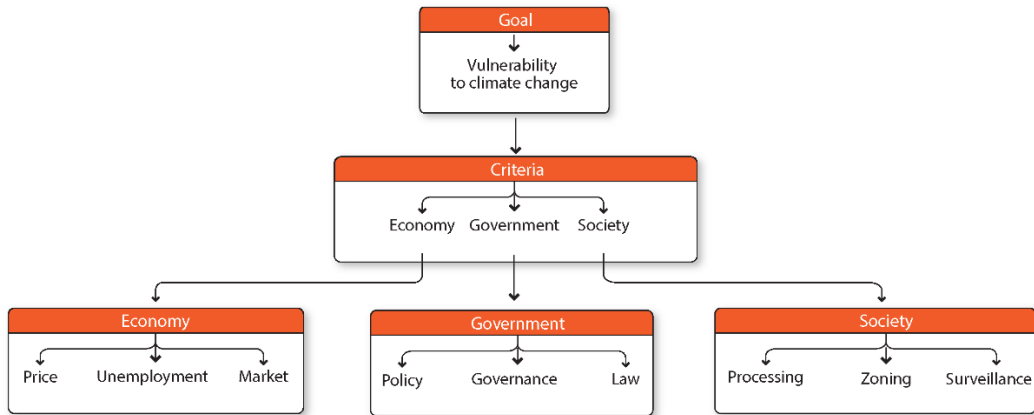 Goal
Vulnerability
to climate change
Criteria
Economy Government Society
Economy
Price Unemployment Market
Government
Policy Governance Law
Society
Processing Zoning Surveillance